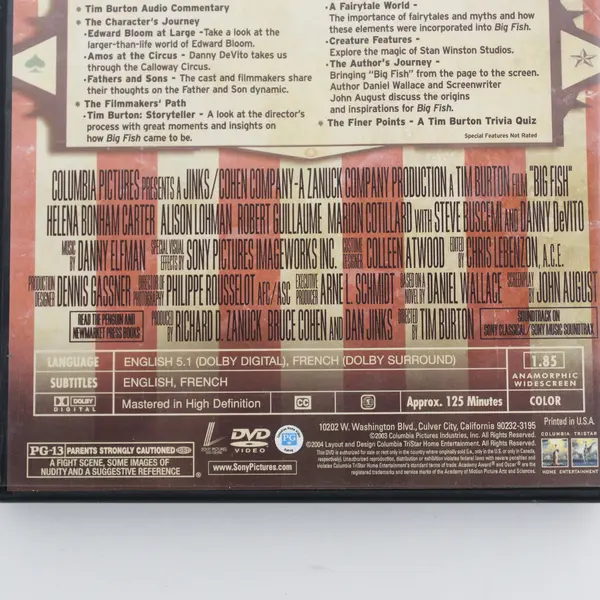 • Tim Burton Audio Commentary
• The Character's Journey
-Edward Bloom at Large -Take a look at the
larger-than-life world of Edward Bloom.
-Amos at the Circus - Danny DeVito takes us
through the Calloway Circus.
-Fathers and Sons - The cast and filmmakers share
their thoughts on the Father and Son dynamic.
• The Filmmakers' Path
-Tim Burton: Storyteller - A look at the director's
process with great moments and insights on
how Big Fish came to be.
-A Fairytale World -
The importance of fairytales and myths and how
these elements were incorporated into Big Fish.
-Creature Features -
Explore the magic of Stan Winston Studios.
-The Author's Journey -
Bringing "Big Fish" from the page to the screen.
Author Daniel Wallace and Screenwriter
John August discuss the origins
and inspirations for Big Fish.
• The Finer Points - A Tim Burton Trivia Quiz
Special Features Not Rated
COLUMBIA PICTURES PRESENTS A JINKS/COHEN COMPANY-A ZANUCK COMPANY PRODUCTION A TIM BURTON FILM "BIG FISH"
HELENA BONHAM CARTER ALISON LOHMAN ROBERT GUILLAUME MARION COTILLARD WITH STEVE BUSCEMI AND DANNY DeVITO
MUSIC BY DANNY ELFMAN SPECIAL VISUAL EFFECTS BY SONY PICTURES IMAGEWORKS INC. COSTUME DESIGNER COLLEEN ATWOOD EDITED BY CHRIS LEBENZON, A.C.E.
PRODUCTION DESIGNER DENNIS GASSNER DIRECTOR OF PHOTOGRAPHY PHILIPPE ROUSSELOT AFC/ASC EXECUTIVE PRODUCER ARNE L. SCHMIDT BASED ON A NOVEL BY DANIEL WALLACE SCREENPLAY BY JOHN AUGUST
READ THE PENGUIN AND
NEWMARKET PRESS BOOKS
PRODUCED BY RICHARD D. ZANUCK BRUCE COHEN AND DAN JINKS DIRECTED BY TIM BURTON
SOUNDTRACK ON
SONY CLASSICAL/SONY MUSIC SOUNDTRAX
LANGUAGE ENGLISH 5.1 (DOLBY DIGITAL), FRENCH (DOLBY SURROUND)
SUBTITLES ENGLISH, FRENCH
DOLBY
DIGITAL
Mastered in High Definition
CC
Approx. 125 Minutes
1.85
ANAMORPHIC
WIDESCREEN
COLOR
PG-13 PARENTS STRONGLY CAUTIONED
A FIGHT SCENE, SOME IMAGES OF
NUDITY AND A SUGGESTIVE REFERENCE
DVD
VIDEO
www.SonyPictures.com
PG
10202 W. Washington Blvd., Culver City, California 90232-3195
©2003 Columbia Pictures Industries, Inc. All Rights Reserved.
©2004 Layout and Design Columbia TriStar Home Entertainment. All Rights Reserved.
Printed in U.S.A.
COLUMBIA TRISTAR
HOME ENTERTAINMENT